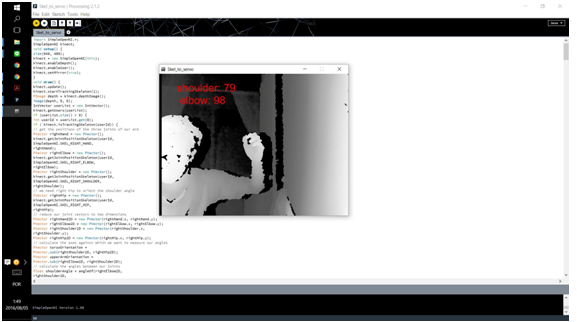 Skel_to_servo | Processing 2.1.2
File Edit Sketch Tools Help
Java
Skel_to_servo
import SimpleOpenNI.*;
SimpleOpenNI kinect;
void setup() {
size(640, 480);
kinect = new SimpleOpenNI(this);
kinect.enableDepth();
kinect.enableUser();
kinect.setMirror(true);
}
void draw() {
kinect.update();
PImage depth = kinect.depthImage();
image(depth, 0, 0);
IntVector userList = new IntVector();
kinect.getUsers(userList);
if (userList.size() > 0) {
int userId = userList.get(0);
if ( kinect.isTrackingSkeleton(userId)) {
// get the positions of the three joints of our arm
PVector rightHand = new PVector();
kinect.getJointPositionSkeleton(userId,
SimpleOpenNI.SKEL_RIGHT_HAND,
rightHand);
PVector rightElbow = new PVector();
kinect.getJointPositionSkeleton(userId,
SimpleOpenNI.SKEL_RIGHT_ELBOW,
rightElbow);
PVector rightShoulder = new PVector();
kinect.getJointPositionSkeleton(userId,
SimpleOpenNI.SKEL_RIGHT_SHOULDER,
rightShoulder);
// we need right hip to orient the shoulder angle
PVector rightHip = new PVector();
kinect.getJointPositionSkeleton(userId,
SimpleOpenNI.SKEL_RIGHT_HIP,
rightHip);
// reduce our joint vectors to two dimensions
PVector rightHand2D = new PVector(rightHand.x, rightHand.y);
PVector rightElbow2D = new PVector(rightElbow.x, rightElbow.y);
PVector rightShoulder2D = new PVector(rightShoulder.x,
rightShoulder.y);
PVector rightHip2D = new PVector(rightHip.x, rightHip.y);
// calculate the axes against which we want to measure our angles
PVector torsoOrientation =
PVector.sub(rightShoulder2D, rightHip2D);
PVector upperArmOrientation =
PVector.sub(rightElbow2D, rightShoulder2D);
// calculate the angles between our joints
float shoulderAngle = angleOf(rightElbow2D,
rightShoulder2D,
Skel_to_servo
shoulder: 79
elbow: 98
SimpleOpenNI Version 1.96
POR
1:49
2016/08/05